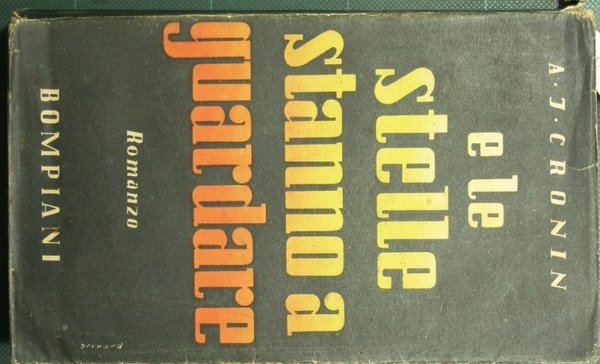 A·J·CRONIN
e le
stelle
stanno a
guardare
Romanzo
BOMPIANI